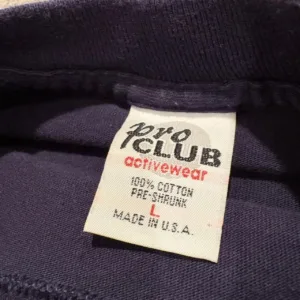 pro
CLUB
activewear
100% COTTON
PRE-SHRUNK
L
MADE IN U.S.A.